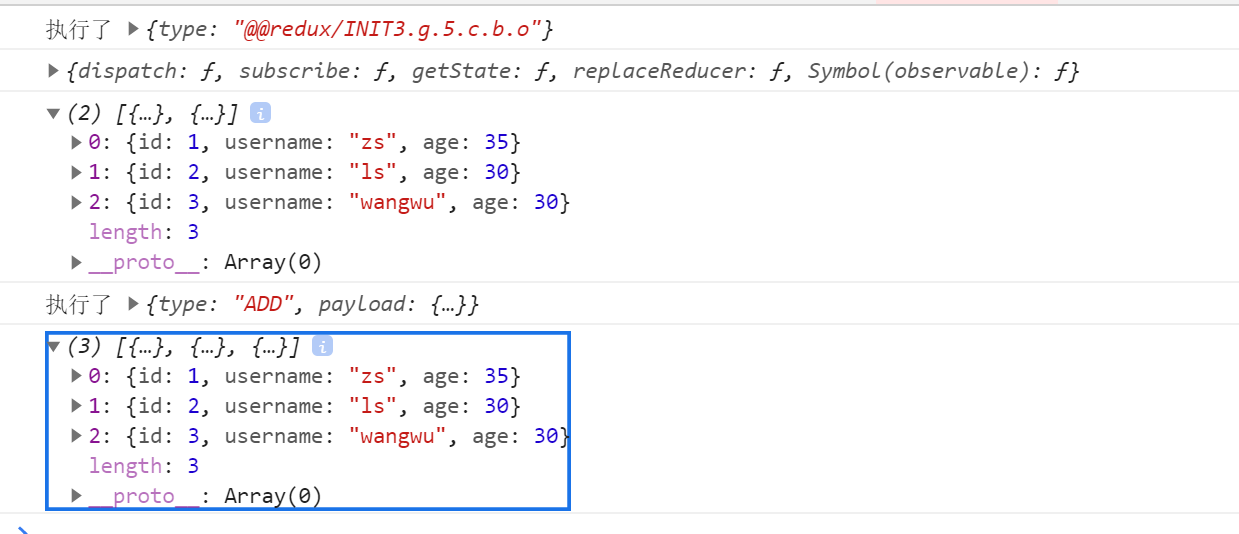 执行了 ▶{type: "@@redux/INIT3.g.5.c.b.o"}
▶{dispatch: ƒ, subscribe: ƒ, getState: ƒ, replaceReducer: ƒ, Symbol(observable): ƒ}
▼(2) [{…}, {…}] i
▶0: {id: 1, username: "zs", age: 35}
▶1: {id: 2, username: "ls", age: 30}
▶2: {id: 3, username: "wangwu", age: 30}
length: 3
▶__proto__: Array(0)
执行了 ▶{type: "ADD", payload: {…}}
▼(3) [{…}, {…}, {…}] i
▶0: {id: 1, username: "zs", age: 35}
▶1: {id: 2, username: "ls", age: 30}
▶2: {id: 3, username: "wangwu", age: 30}
length: 3
▶__proto__: Array(0)